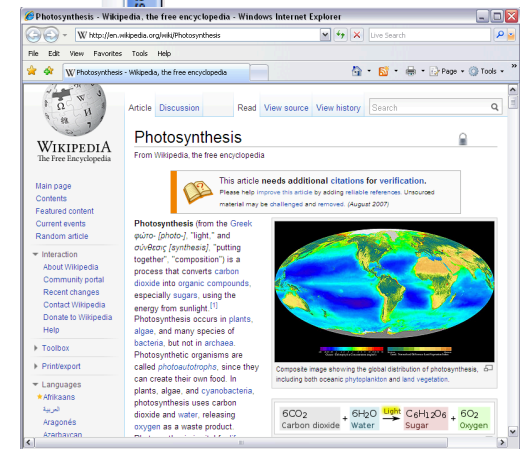 Photosynthesis - Wikipedia, the free encyclopedia - Windows Internet Explorer
W http://en.wikipedia.org/wiki/Photosynthesis
Live Search
File Edit View Favorites Tools Help
W Photosynthesis - Wikipedia, the free encyclopedia
Page Tools
Article Discussion Read View source View history Search
WIKIPEDIA
The Free Encyclopedia
Main page
Contents
Featured content
Current events
Random article
Interaction
About Wikipedia
Community portal
Recent changes
Contact Wikipedia
Donate to Wikipedia
Help
Toolbox
Print/export
Languages
Afrikaans
العربية
Aragonés
Azərbaycan
Photosynthesis
From Wikipedia, the free encyclopedia
This article needs additional citations for verification.
Please help improve this article by adding reliable references. Unsourced
material may be challenged and removed. (August 2007)
Photosynthesis (from the Greek
φώτο- [photo-], "light," and
σύνθεσις [synthesis], "putting
together", "composition") is a
process that converts carbon
dioxide into organic compounds,
especially sugars, using the
energy from sunlight.[1]
Photosynthesis occurs in plants,
algae, and many species of
bacteria, but not in archaea.
Photosynthetic organisms are
called photoautotrophs, since they
can create their own food. In
plants, algae, and cyanobacteria,
photosynthesis uses carbon
dioxide and water, releasing
oxygen as a waste product.
Composite image showing the global distribution of photosynthesis,
including both oceanic phytoplankton and land vegetation.
6CO2 + 6H2O Light → C6H12O6 + 6O2
Carbon dioxide Water Sugar Oxygen